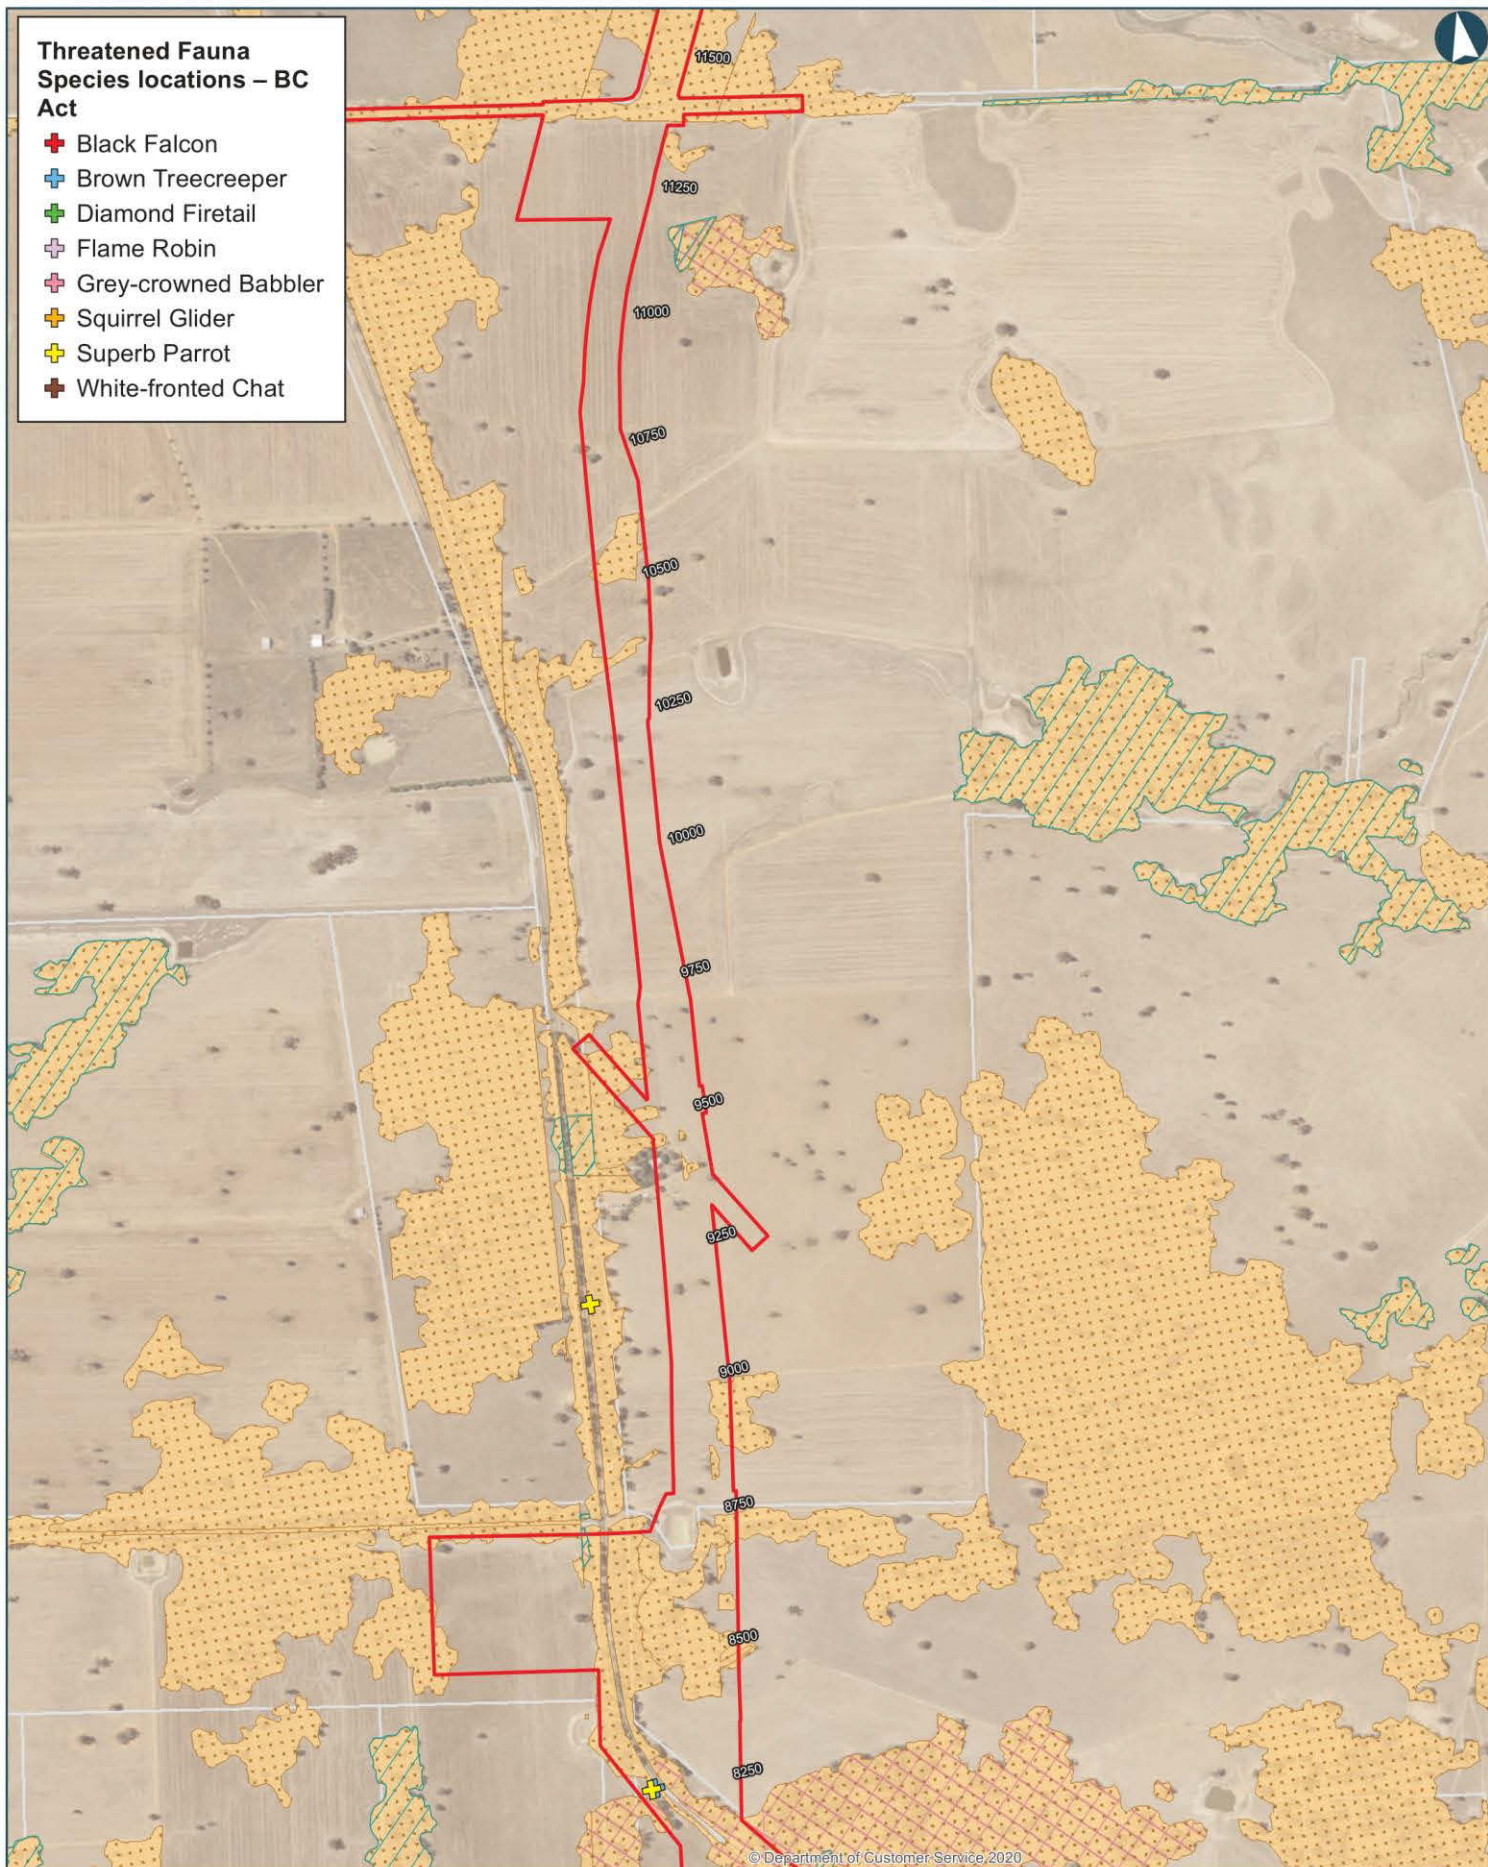 Threatened Fauna
Species locations – BC
Act
Black Falcon
Brown Treecreeper
Diamond Firetail
Flame Robin
Grey-crowned Babbler
Squirrel Glider
Superb Parrot
White-fronted Chat
11500
11250
11000
10750
10500
10250
10000
9750
9500
9250
9000
8750
8500
8250
© Department of Customer Service 2020